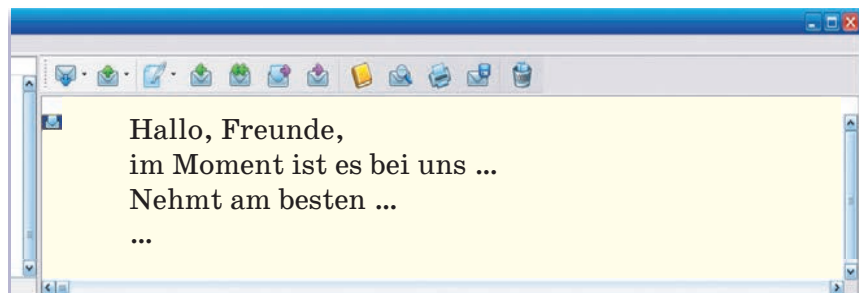 Hallo, Freunde,
im Moment ist es bei uns ...
Nehmt am besten ...
...